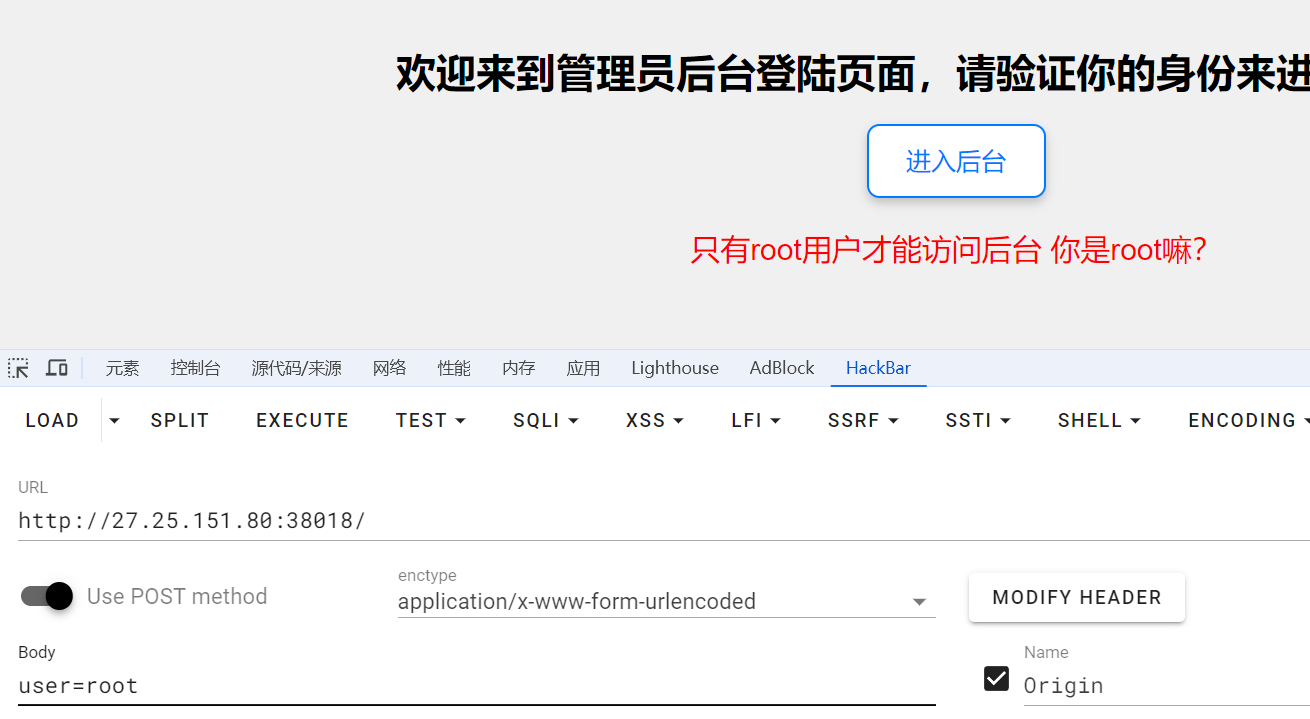 欢迎来到管理员后台登陆页面，请验证你的身份来进
进入后台
只有root用户才能访问后台 你是root嘛?
元素 控制台 源代码/来源 网络 性能 内存 应用 Lighthouse AdBlock HackBar
LOAD SPLIT EXECUTE TEST SQLI XSS LFI SSRF SSTI SHELL ENCODING
URL
http://27.25.151.80:38018/
enctype
Use POST method application/x-www-form-urlencoded MODIFY HEADER
Body Name
user=root Origin